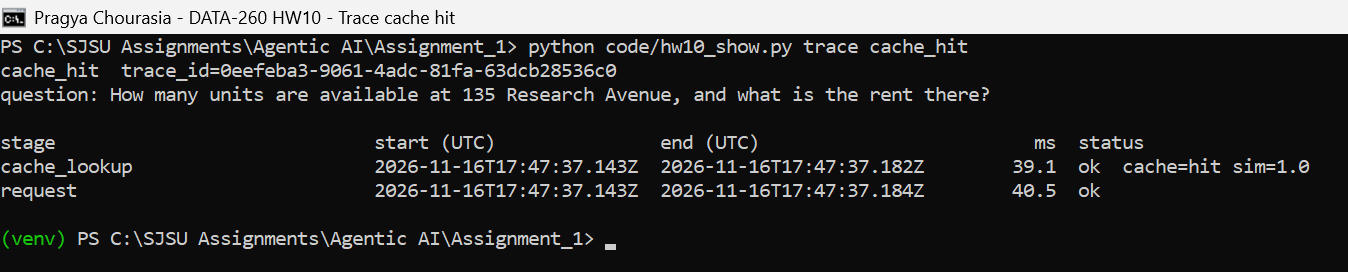 Pragya Chourasia - DATA-260 HW10 - Trace cache hit
PS C:\SJSU Assignments\Agentic AI\Assignment_1> python code/hw10_show.py trace cache_hit
cache_hit  trace_id=0eefeba3-9061-4adc-81fa-63dcb28536c0
question: How many units are available at 135 Research Avenue, and what is the rent there?
stage                          start (UTC)             end (UTC)                     ms  status
cache_lookup                   2026-11-16T17:47:37.143Z  2026-11-16T17:47:37.182Z      39.1  ok  cache=hit sim=1.0
request                        2026-11-16T17:47:37.143Z  2026-11-16T17:47:37.184Z      40.5  ok
(venv) PS C:\SJSU Assignments\Agentic AI\Assignment_1>